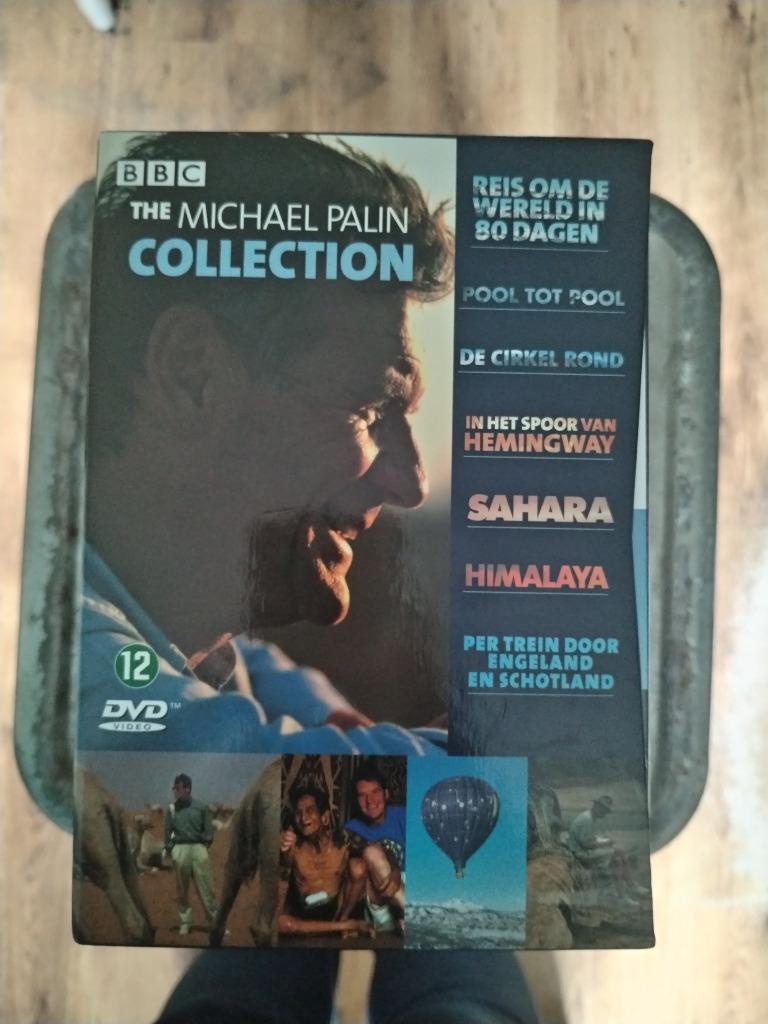 BBC
THE MICHAEL PALIN
COLLECTION
REIS OM DE
WERELD IN
80 DAGEN
POOL TOT POOL
DE CIRKEL ROND
IN HET SPOOR VAN
HEMINGWAY
SAHARA
HIMALAYA
PER TREIN DOOR
ENGELAND
EN SCHOTLAND
12
DVD™
VIDEO